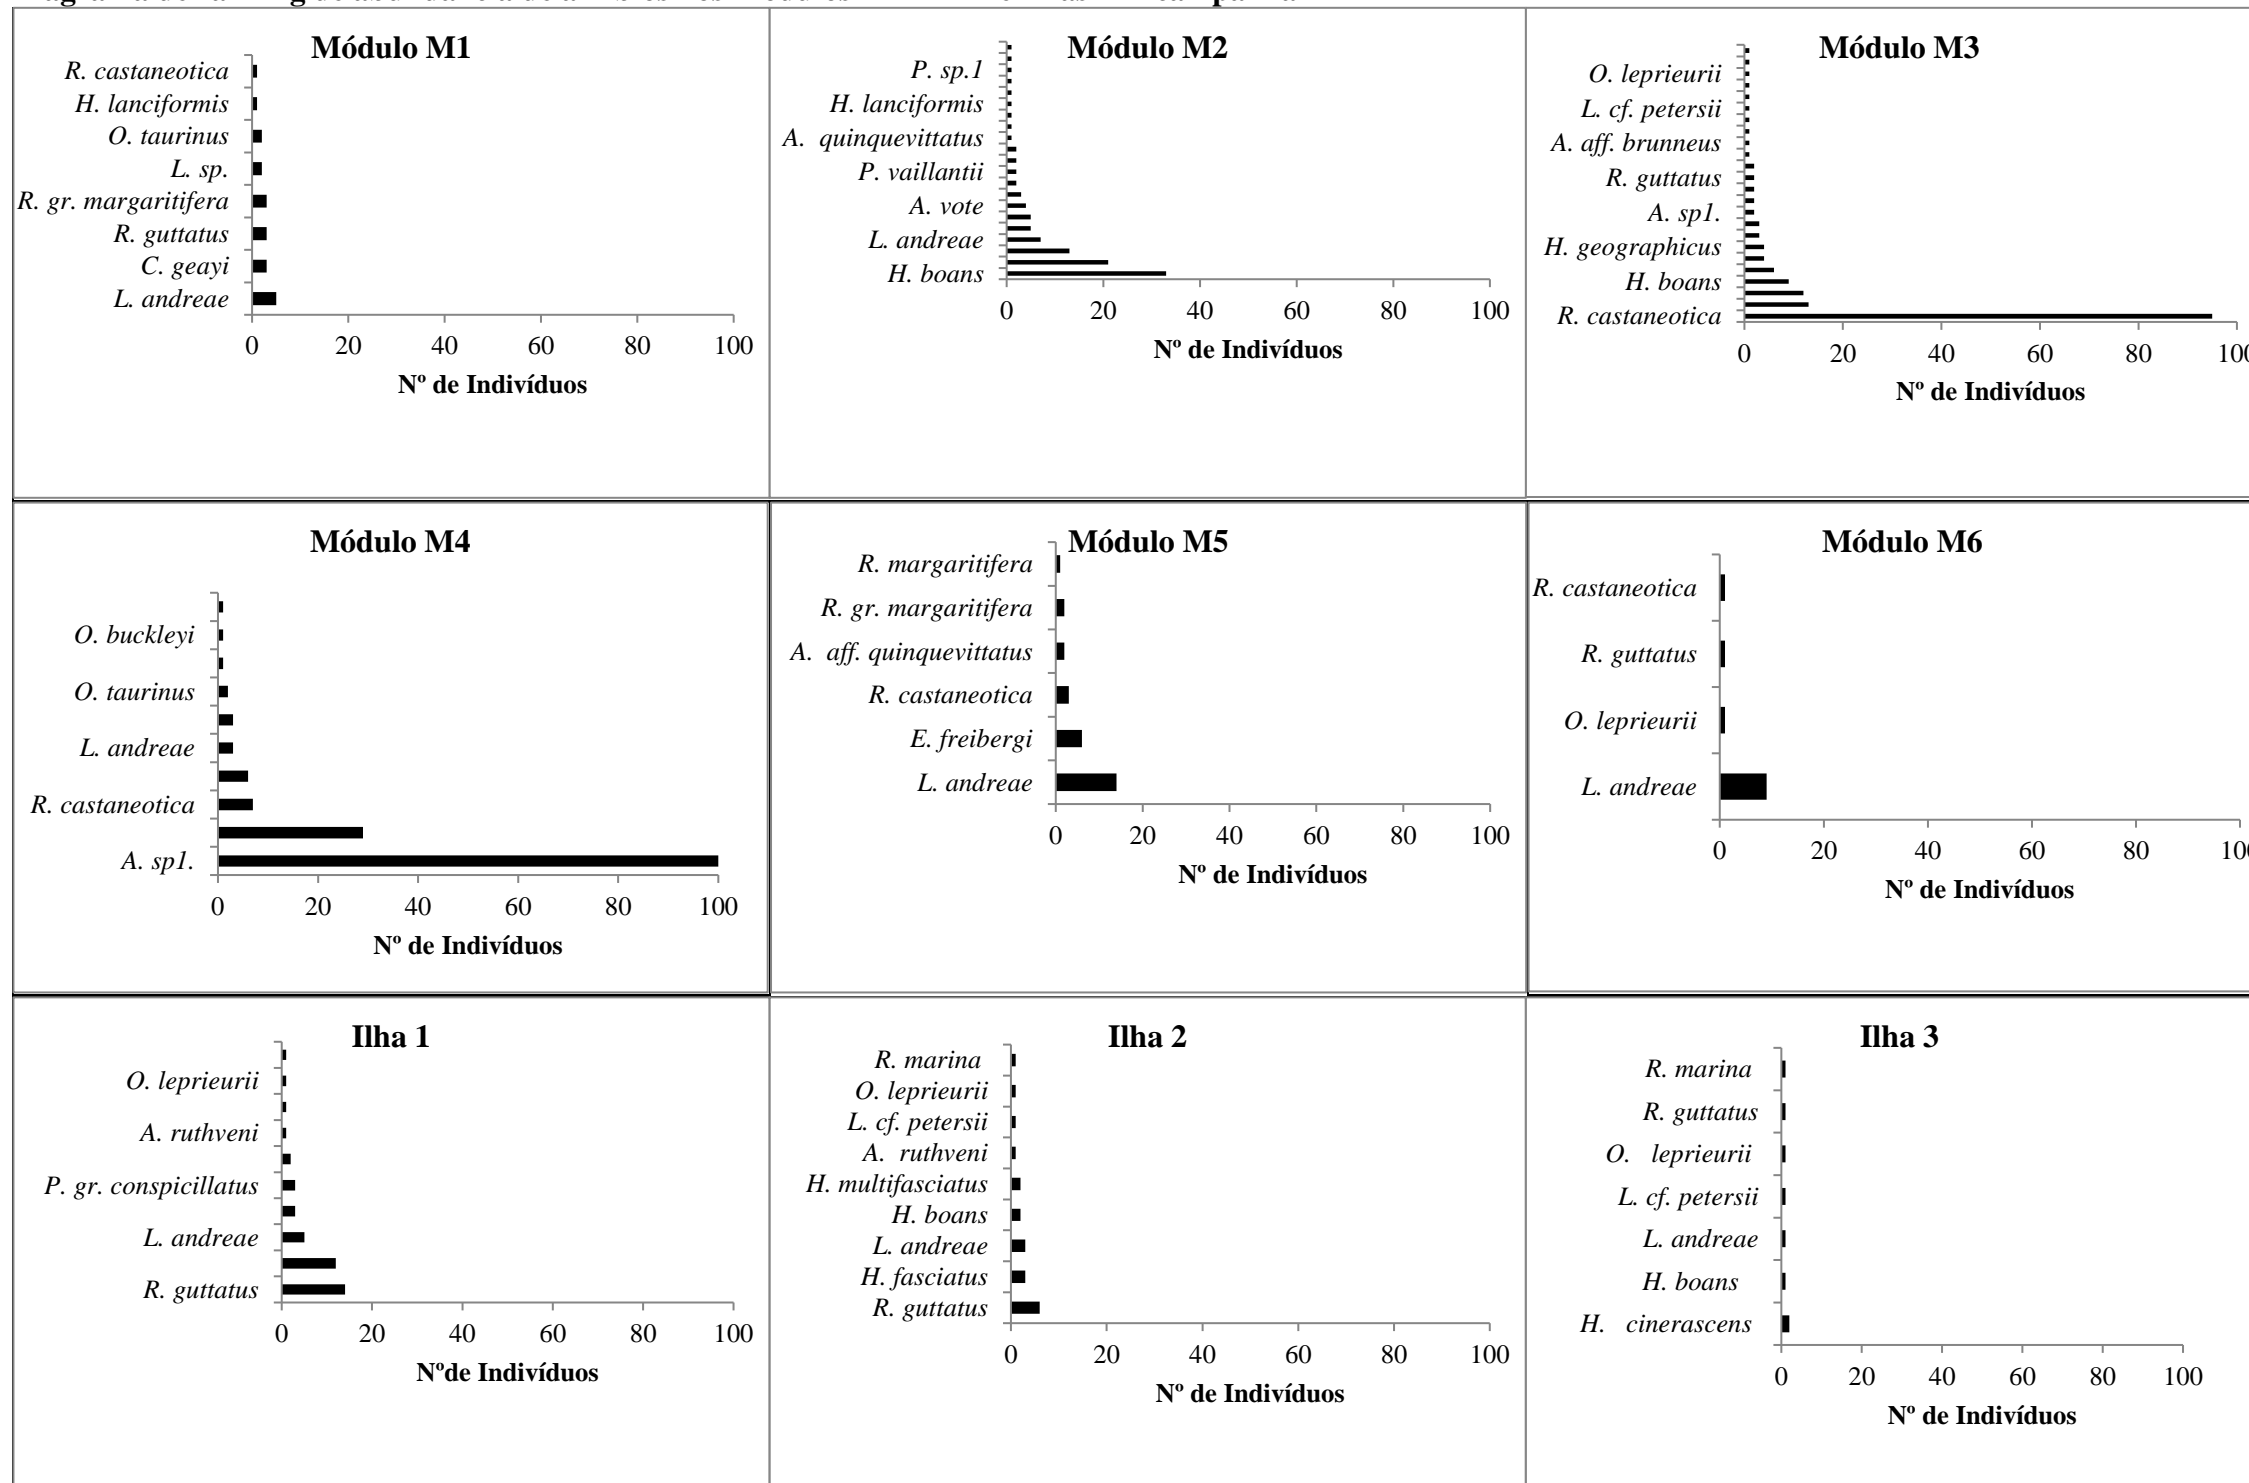 Módulo M1
R. castaneotica
H. lanciformis
O. taurinus
L. sp.
R. gr. margaritifera
R. guttatus
C. geayi
L. andreae
0 20 40 60 80 100
Nº de Indivíduos
Módulo M2
P. sp.1
H. lanciformis
A. quinquevittatus
P. vaillantii
A. vote
L. andreae
H. boans
0 20 40 60 80 100
Nº de Indivíduos
Módulo M3
O. leprieurii
L. cf. petersii
A. aff. brunneus
R. guttatus
A. sp1.
H. geographicus
H. boans
R. castaneotica
0 20 40 60 80 100
Nº de Indivíduos
Módulo M4
O. buckleyi
O. taurinus
L. andreae
R. castaneotica
A. sp1.
0 20 40 60 80 100
Nº de Indivíduos
Módulo M5
R. margaritifera
R. gr. margaritifera
A. aff. quinquevittatus
R. castaneotica
E. freibergi
L. andreae
0 20 40 60 80 100
Nº de Indivíduos
Módulo M6
R. castaneotica
R. guttatus
O. leprieurii
L. andreae
0 20 40 60 80 100
Nº de Indivíduos
Ilha 1
O. leprieurii
A. ruthveni
P. gr. conspicillatus
L. andreae
R. guttatus
0 20 40 60 80 100
Nºde Indivíduos
Ilha 2
R. marina
O. leprieurii
L. cf. petersii
A. ruthveni
H. multifasciatus
H. boans
L. andreae
H. fasciatus
R. guttatus
0 20 40 60 80 100
Nº de Indivíduos
Ilha 3
R. marina
R. guttatus
O. leprieurii
L. cf. petersii
L. andreae
H. boans
H. cinerascens
0 20 40 60 80 100
Nº de Indivíduos